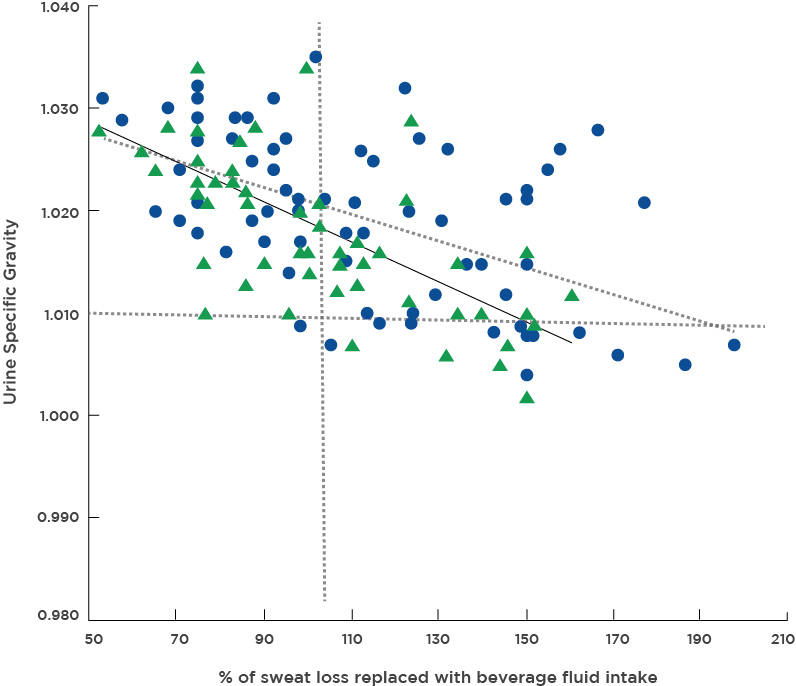 1.040
1.030
1.020
1.010
1.000
0.990
0.980
Urine Specific Gravity
50 70 90 110 130 150 170 190 210
% of sweat loss replaced with beverage fluid intake